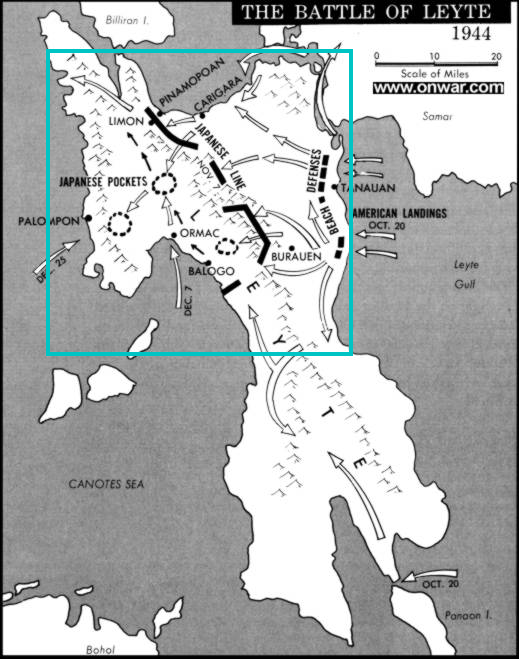 Billiran I.
THE BATTLE OF LEYTE
1944
0 10 20
Scale of Miles
www.onwar.com
Samar
PINAMOPOAN
CARIGARA
LIMON
JAPANESE LINE
NOV. 7
BEACH DEFENSES
JAPANESE POCKETS
TANAUAN
PALOMPON
AMERICAN LANDINGS
OCT. 20
ORMAC
BURAUEN
BALOGO
DEC. 25
DEC. 7
Leyte
Gulf
L E Y T E
CANOTES SEA
OCT. 20
Panaon I.
Bohol